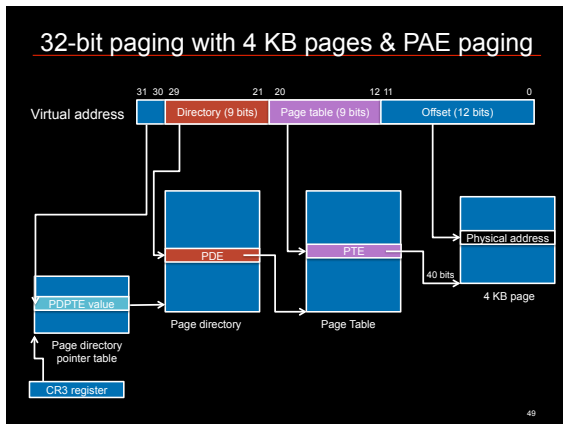 32-bit paging with 4 KB pages & PAE paging
31 30 29 21 20 12 11 0
Virtual address
Directory (9 bits)
Page table (9 bits)
Offset (12 bits)
Physical address
PDE
PTE
40 bits
4 KB page
PDPTE value
Page directory
Page Table
Page directory
pointer table
CR3 register
49